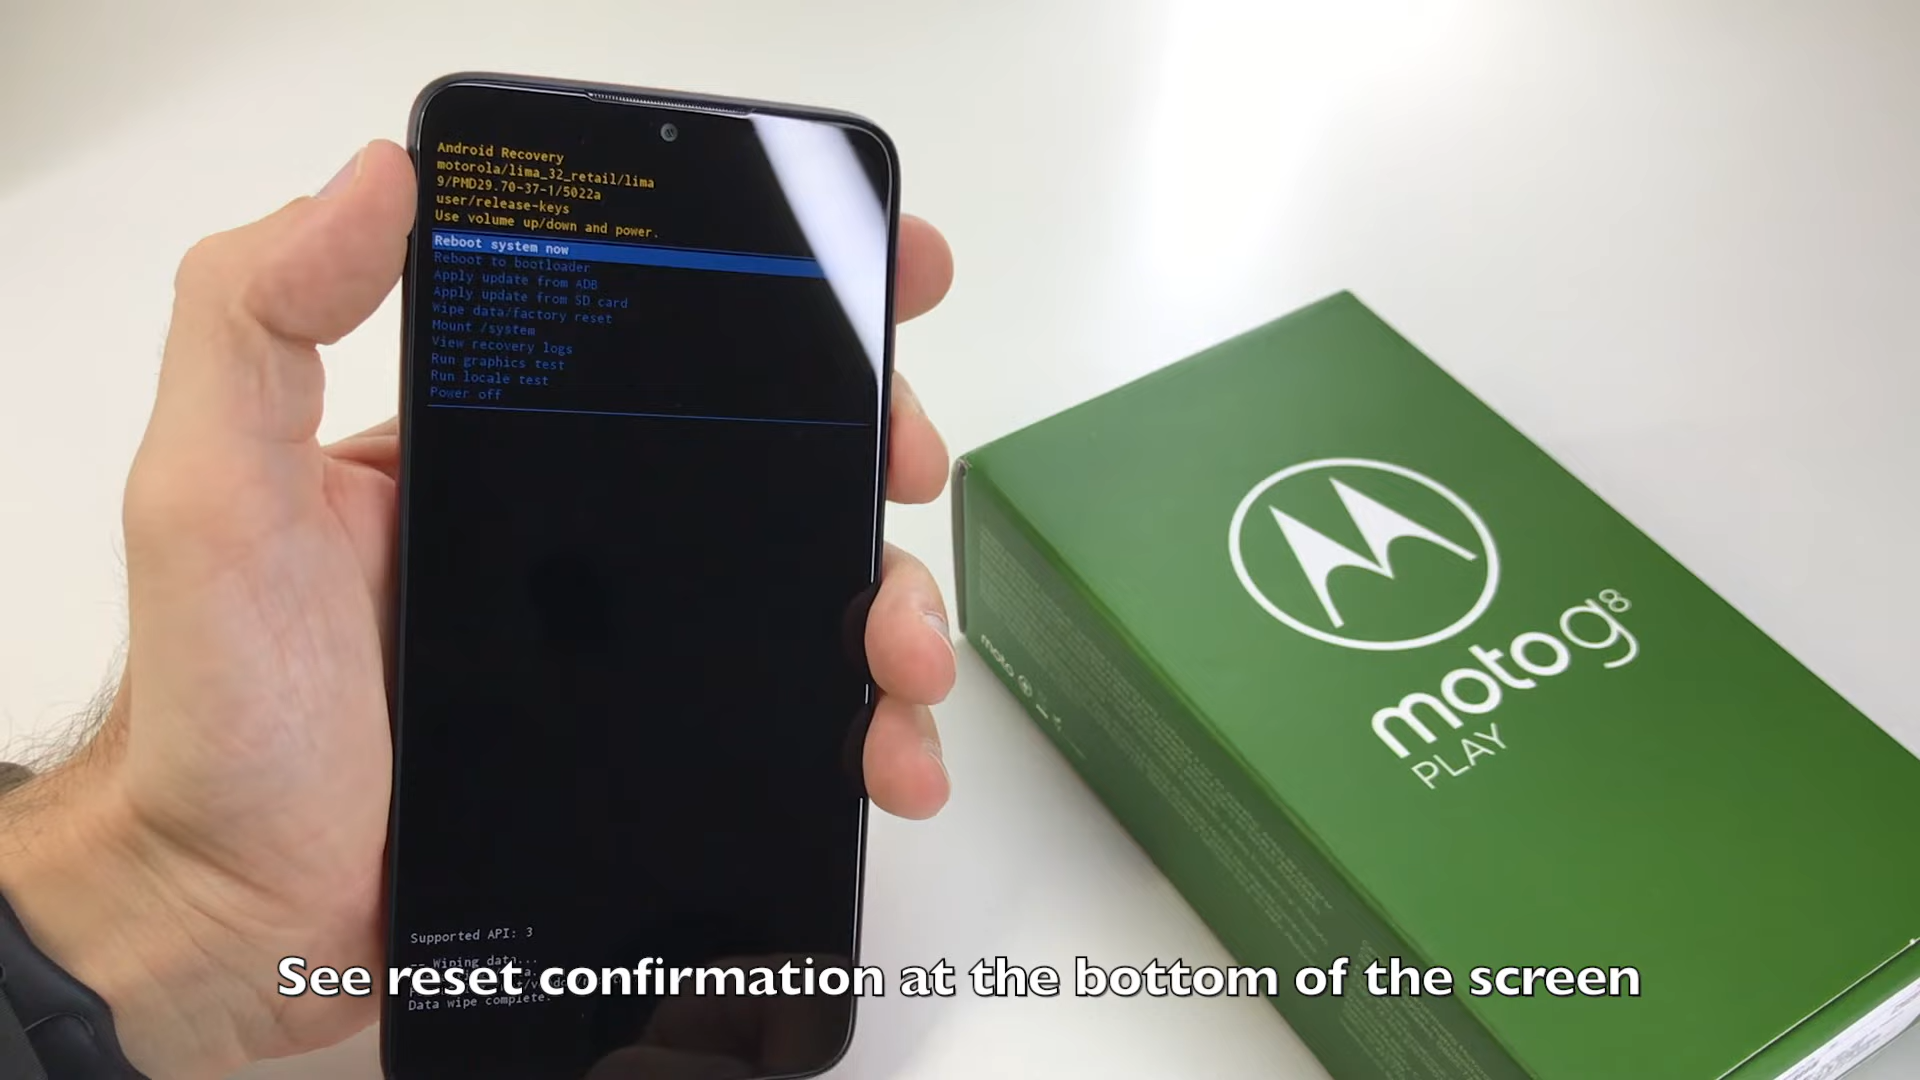 Android Recovery
motorola/lima_32_retail/lima
9/PMD29.70-37-1/5022a
user/release-keys
Use volume up/down and power.
Reboot system now
Reboot to bootloader
Apply update from ADB
Apply update from SD card
Wipe data/factory reset
Mount /system
View recovery logs
Run graphics test
Run locale test
Power off
Supported API: 3
-- Wiping data...
Data wipe complete.
See reset confirmation at the bottom of the screen
moto g8
PLAY
moto